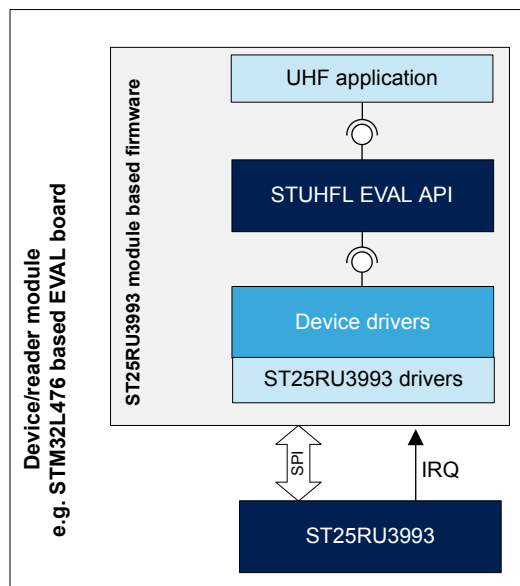 Device/reader module
e.g. STM32L476 based EVAL board
ST25RU3993 module based firmware
UHF application
STUHFL EVAL API
Device drivers
ST25RU3993 drivers
SPI
IRQ
ST25RU3993